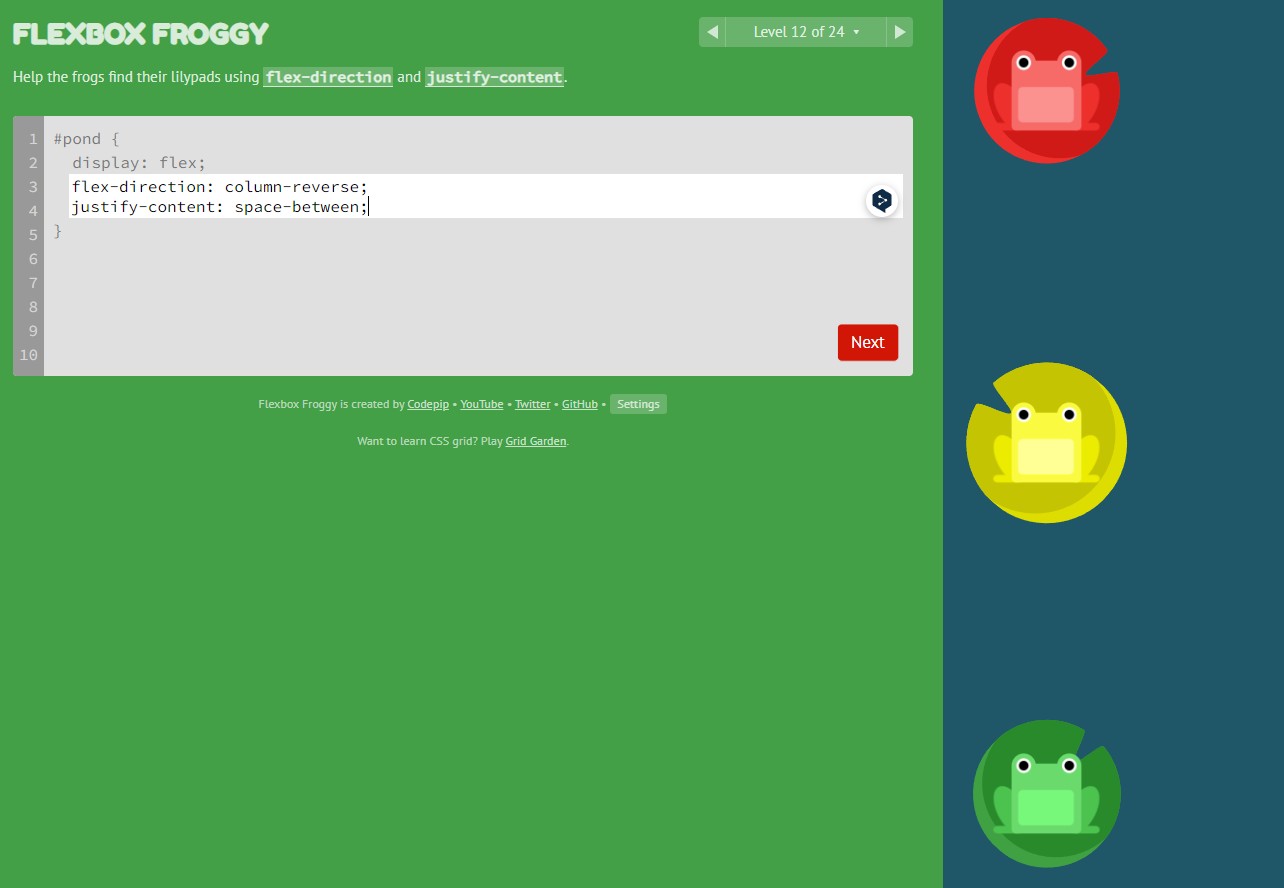 FLEXBOX FROGGY
Level 12 of 24
Help the frogs find their lilypads using flex-direction and justify-content.
1 #pond {
2 display: flex;
3 flex-direction: column-reverse;
4 justify-content: space-between;
5 }
6
7
8
9
10
Next
Flexbox Froggy is created by Codepip • YouTube • Twitter • GitHub • Settings
Want to learn CSS grid? Play Grid Garden.